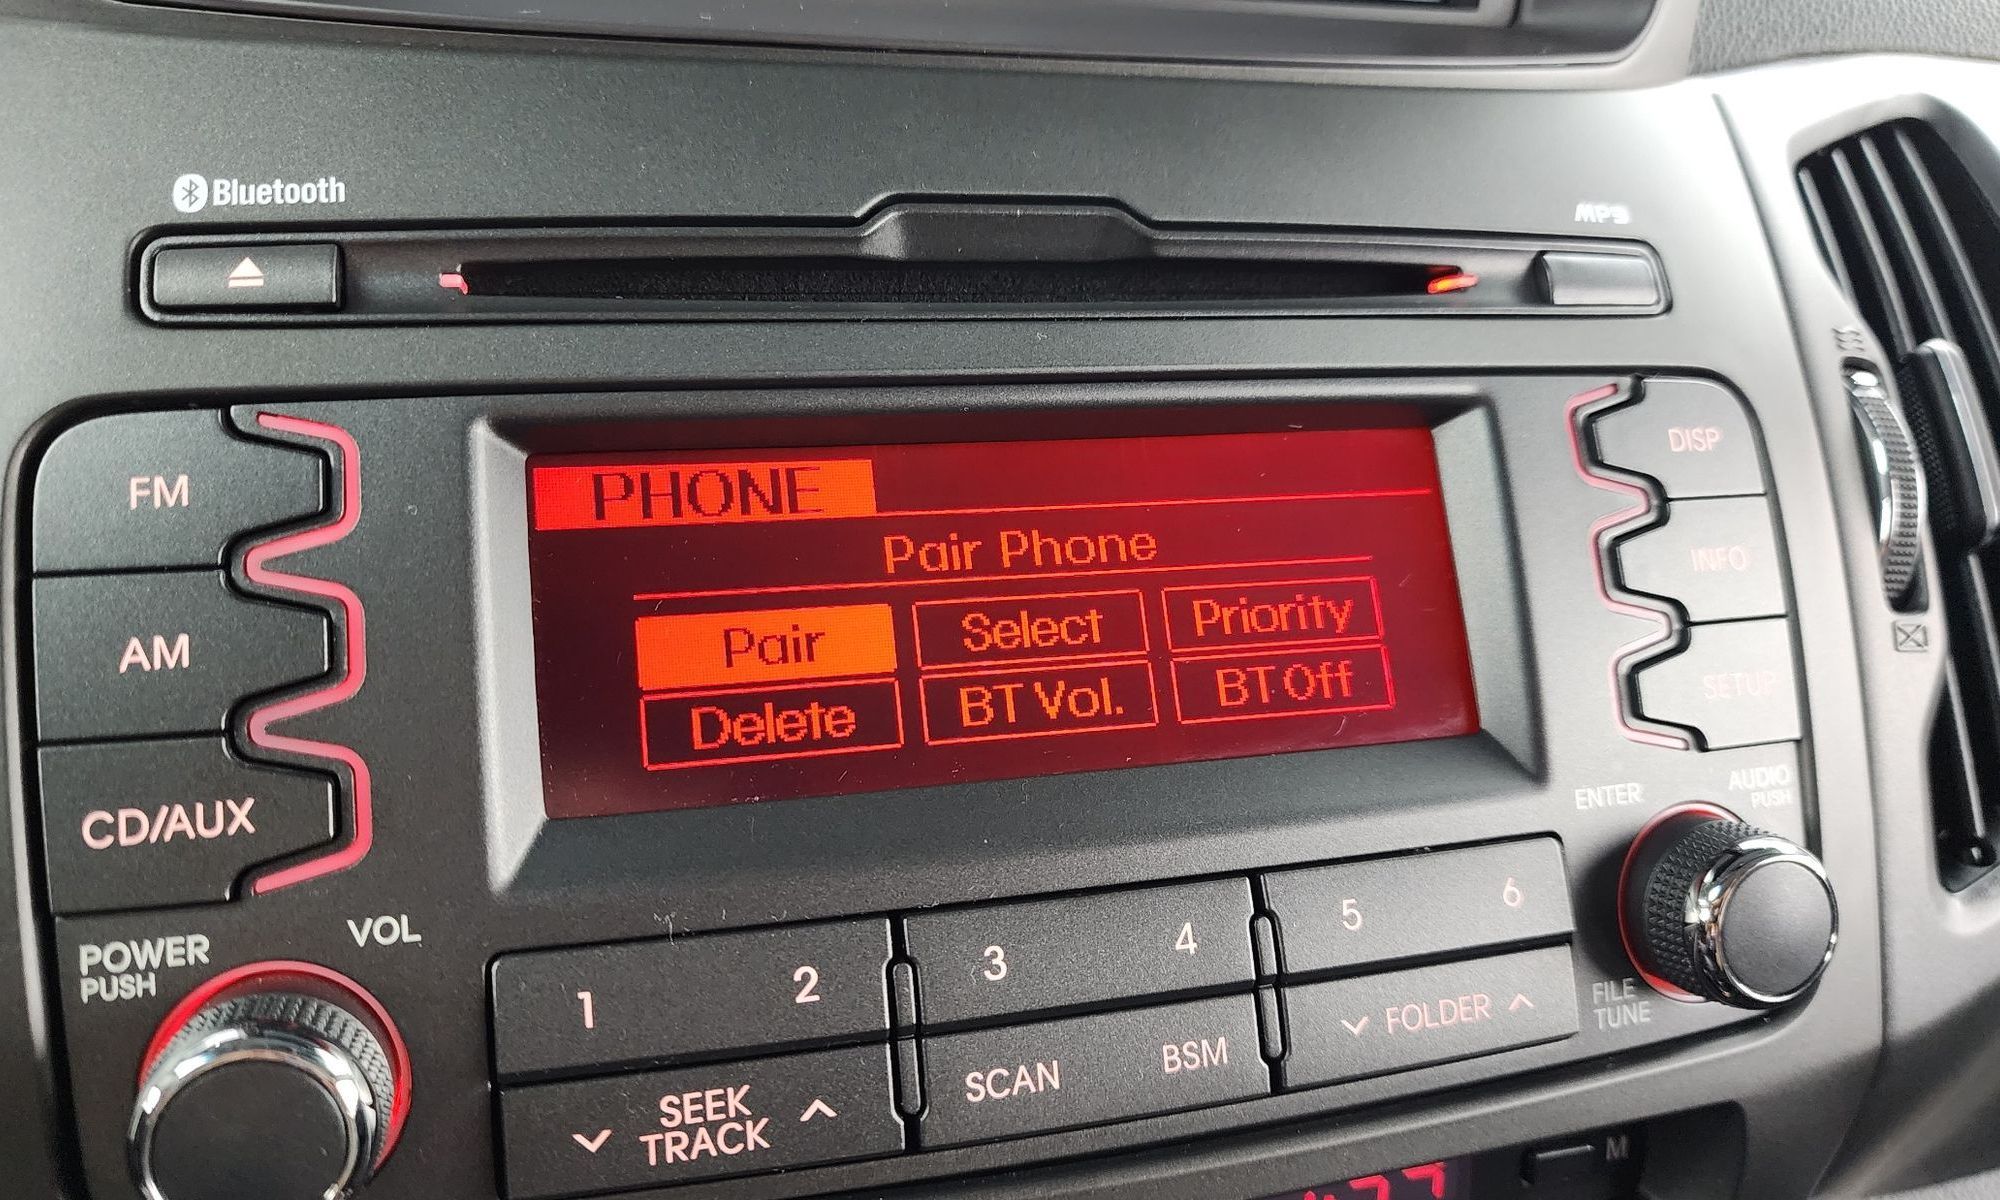 Bluetooth
MP3
FM
AM
CD/AUX
PHONE
Pair Phone
Pair Select Priority
Delete BT Vol. BT Off
DISP
INFO
SETUP
POWER
PUSH
VOL
ENTER
AUDIO
PUSH
FILE
TUNE
1 2 3 4 5 6
SEEK
TRACK
SCAN BSM
FOLDER
M